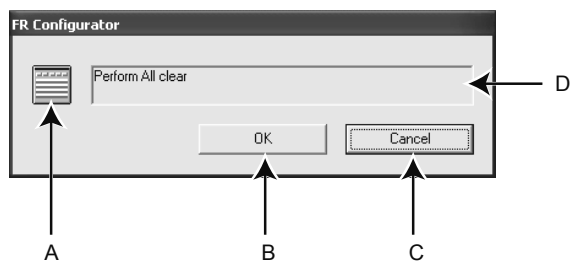 FR Configurator
Perform All clear
D
OK
Cancel
A
B
C